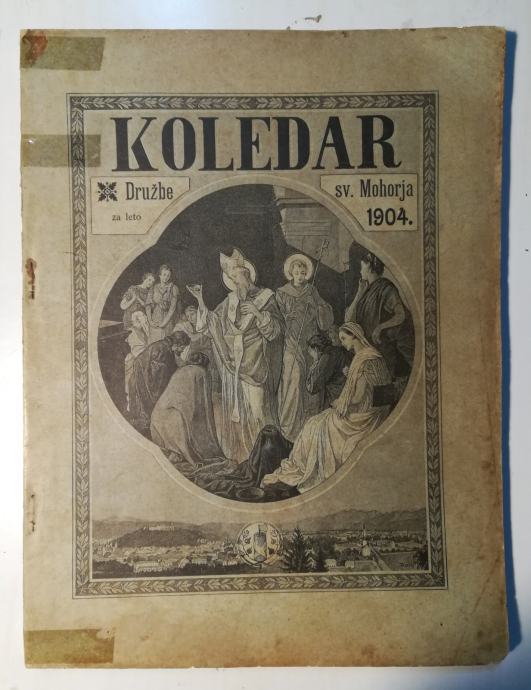 KOLEDAR
Družbe sv. Mohorja
za leto 1904.